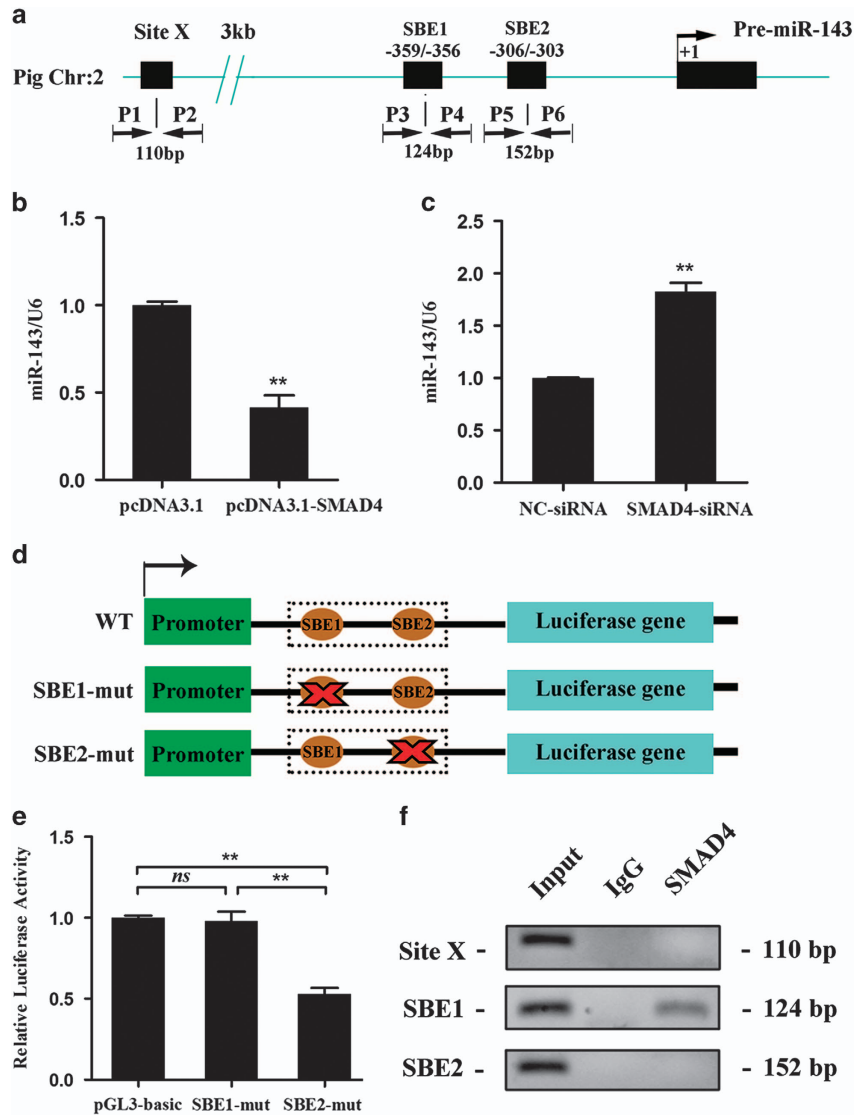 a
Site X
3kb
SBE1
-359/-356
SBE2
-306/-303
Pre-miR-143
+1
Pig Chr:2
P1
P2
P3
P4
P5
P6
110bp
124bp
152bp
b
miR-143/U6
1.5
1.0
0.5
0.0
**
pcDNA3.1
pcDNA3.1-SMAD4
c
miR-143/U6
2.5
2.0
1.5
1.0
0.5
0.0
**
NC-siRNA
SMAD4-siRNA
d
WT
Promoter
SBE1
SBE2
Luciferase gene
SBE1-mut
Promoter
SBE2
Luciferase gene
SBE2-mut
Promoter
SBE1
Luciferase gene
e
Relative Luciferase Activity
1.5
1.0
0.5
0.0
**
ns
**
pGL3-basic
SBE1-mut
SBE2-mut
f
Input
IgG
SMAD4
Site X -
- 110 bp
SBE1 -
- 124 bp
SBE2 -
- 152 bp